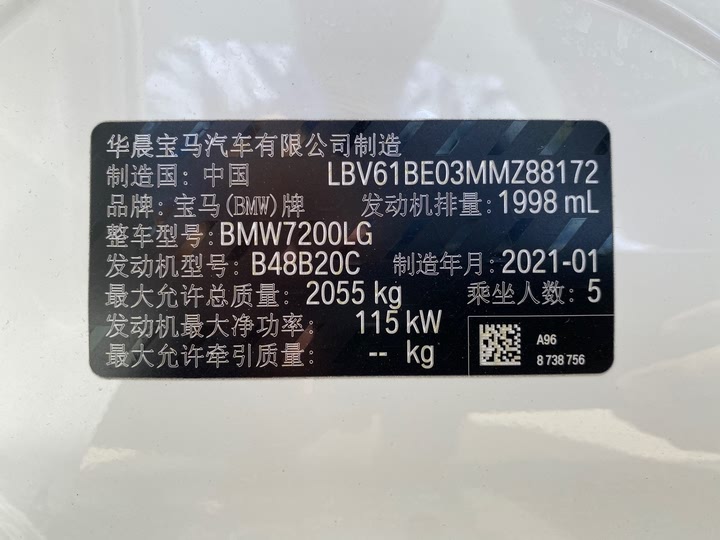 华晨宝马汽车有限公司制造
制造国: 中国 LBV61BE03MMZ88172
品牌: 宝马(BMW)牌 发动机排量: 1998 mL
整车型号: BMW7200LG
发动机型号: B48B20C 制造年月: 2021-01
最大允许总质量: 2055 kg 乘坐人数: 5
发动机最大净功率: 115 kW
最大允许牵引质量: -- kg
A96
8 738 756